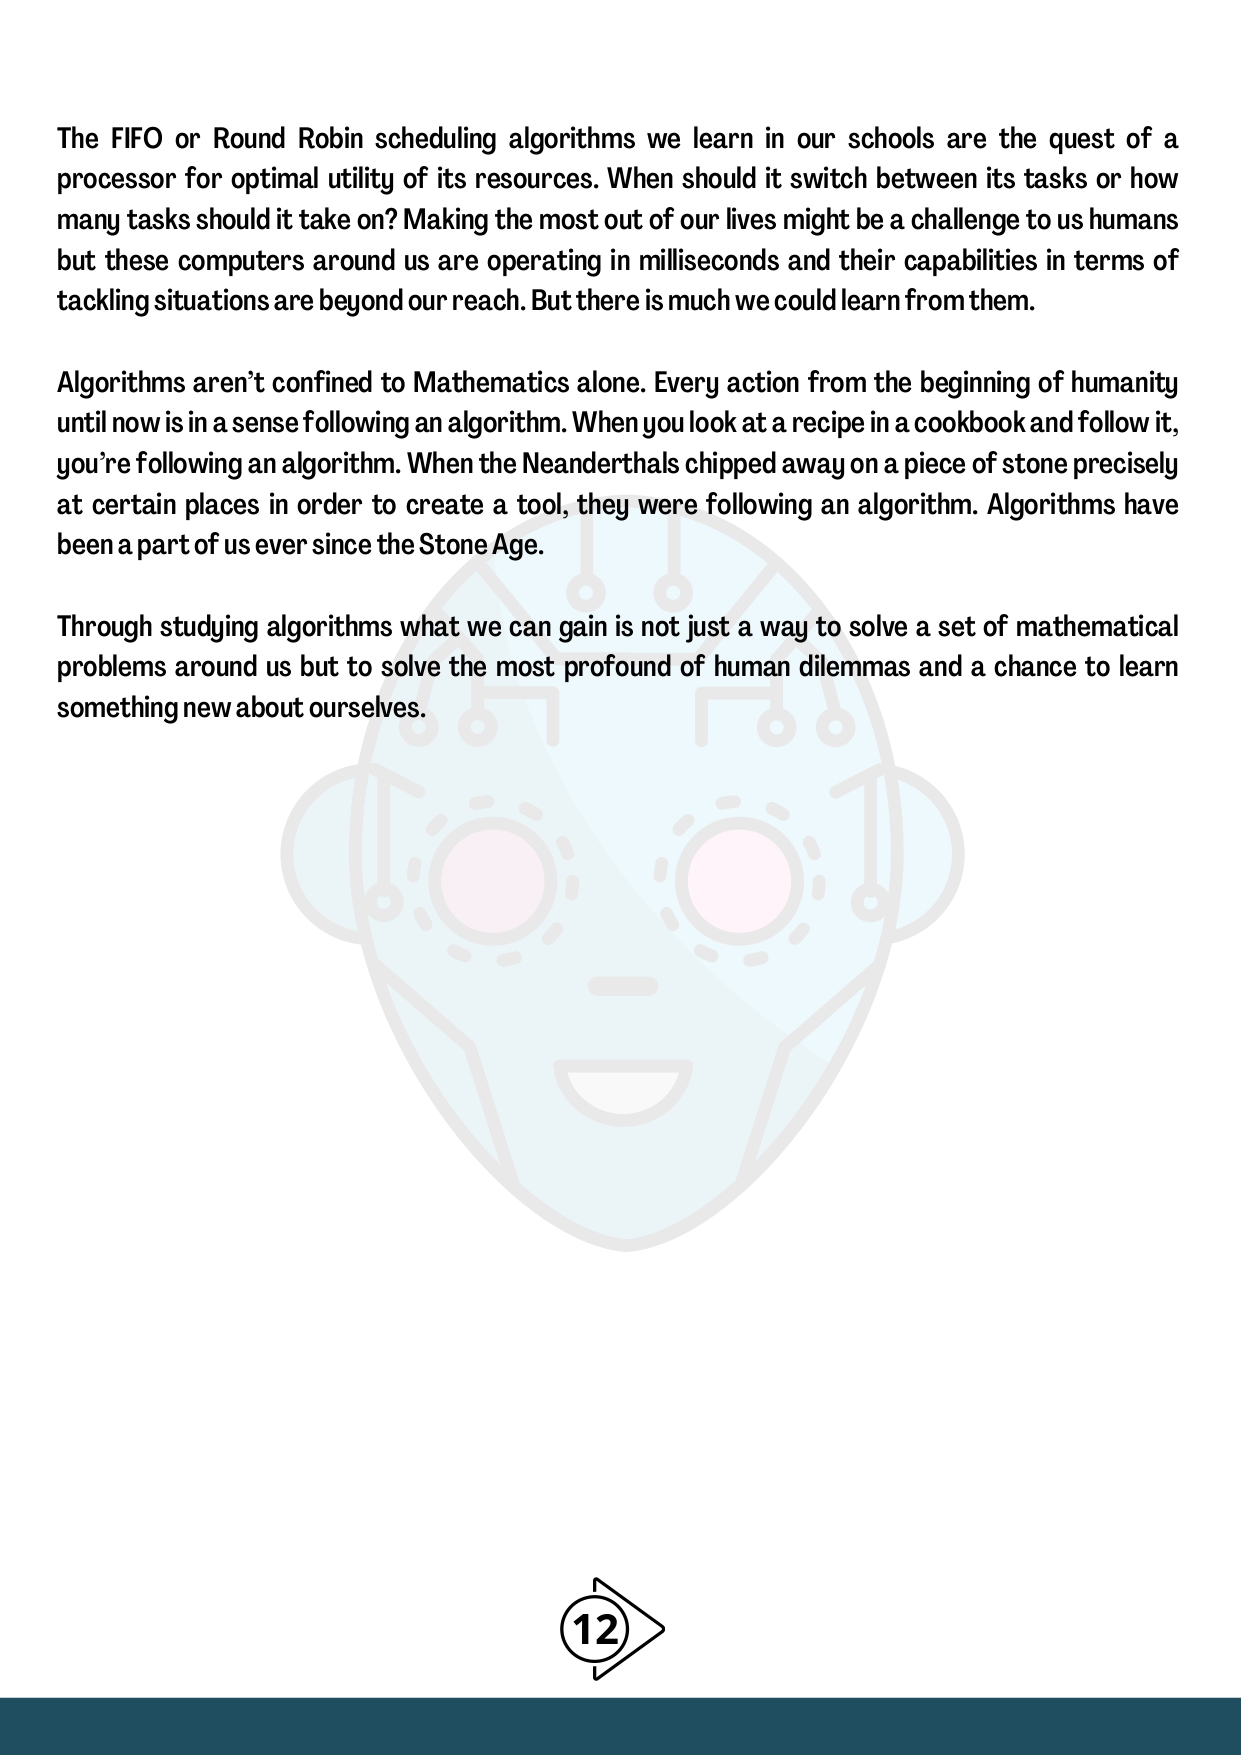 The FIFO or Round Robin scheduling algorithms we learn in our schools are the quest of a
processor for optimal utility of its resources. When should it switch between its tasks or how
many tasks should it take on? Making the most out of our lives might be a challenge to us humans
but these computers around us are operating in milliseconds and their capabilities in terms of
tackling situations are beyond our reach. But there is much we could learn from them.
Algorithms aren’t confined to Mathematics alone. Every action from the beginning of humanity
until now is in a sense following an algorithm. When you look at a recipe in a cookbook and follow it,
you’re following an algorithm. When the Neanderthals chipped away on a piece of stone precisely
at certain places in order to create a tool, they were following an algorithm. Algorithms have
been a part of us ever since the Stone Age.
Through studying algorithms what we can gain is not just a way to solve a set of mathematical
problems around us but to solve the most profound of human dilemmas and a chance to learn
something new about ourselves.
12